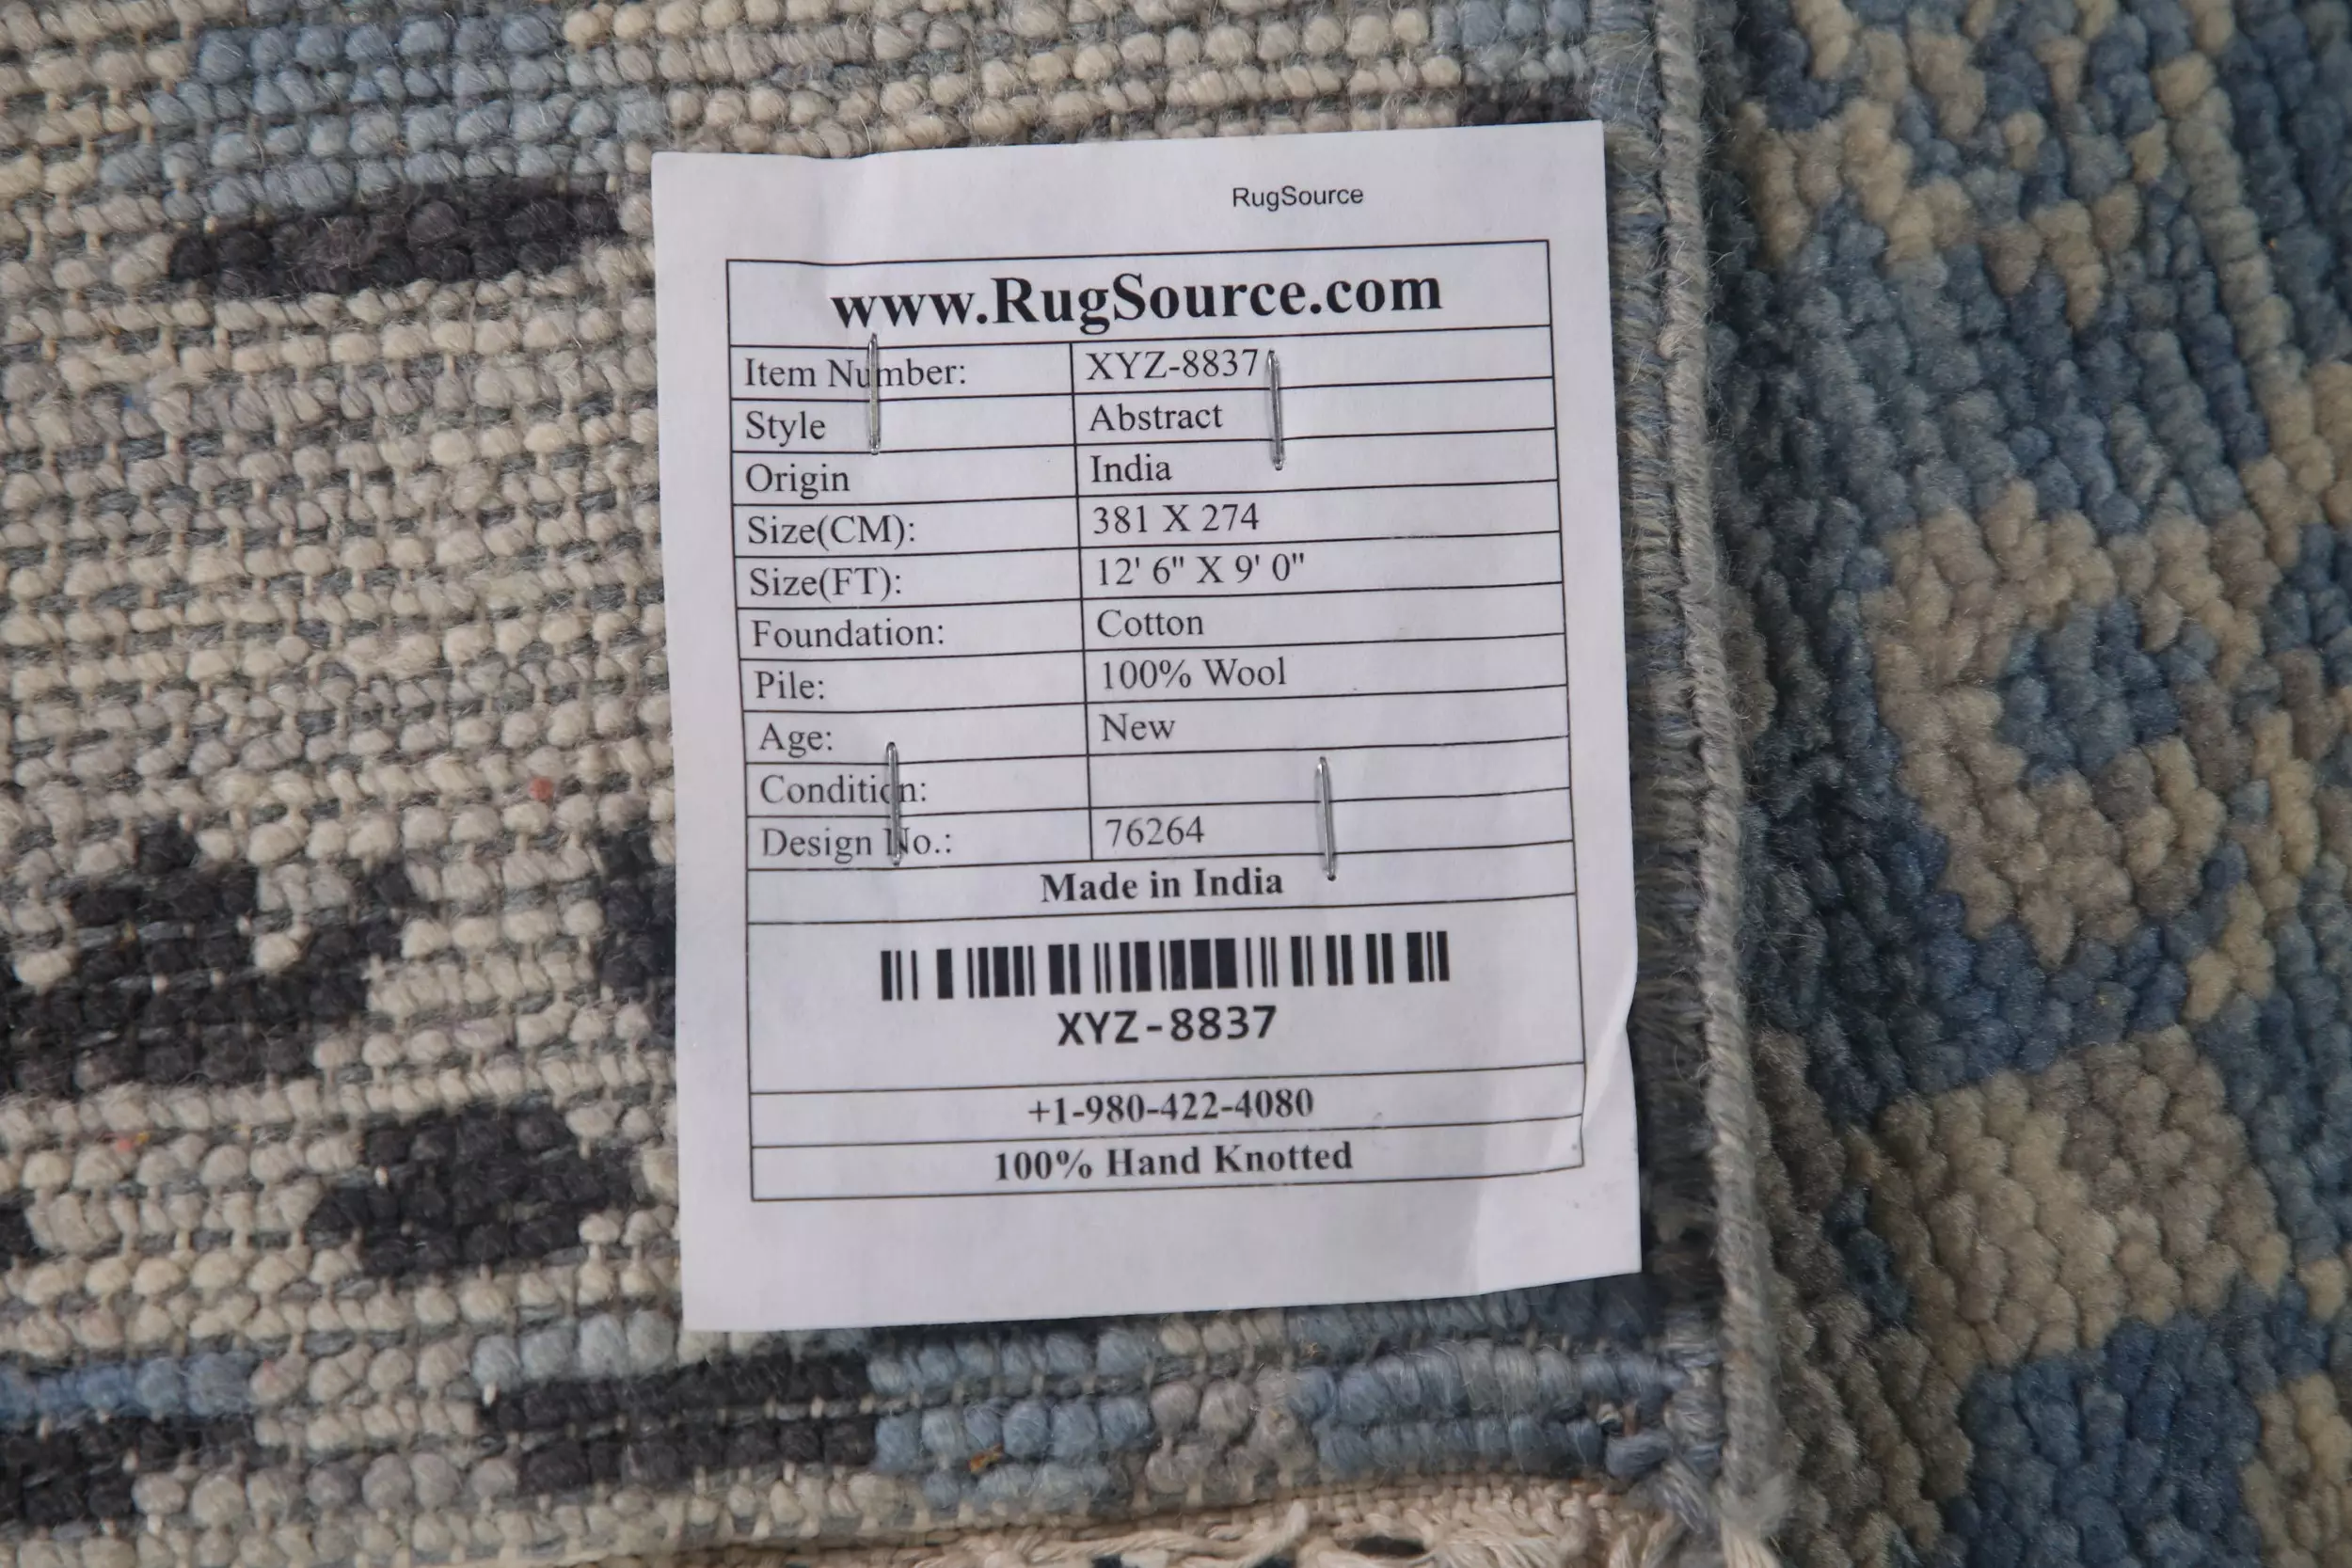 RugSource
www.RugSource.com
Item Number: XYZ-8837
Style Abstract
Origin India
Size(CM): 381 X 274
Size(FT): 12' 6" X 9' 0"
Foundation: Cotton
Pile: 100% Wool
Age: New
Condition:
Design No.: 76264
Made in India
XYZ-8837
+1-980-422-4080
100% Hand Knotted